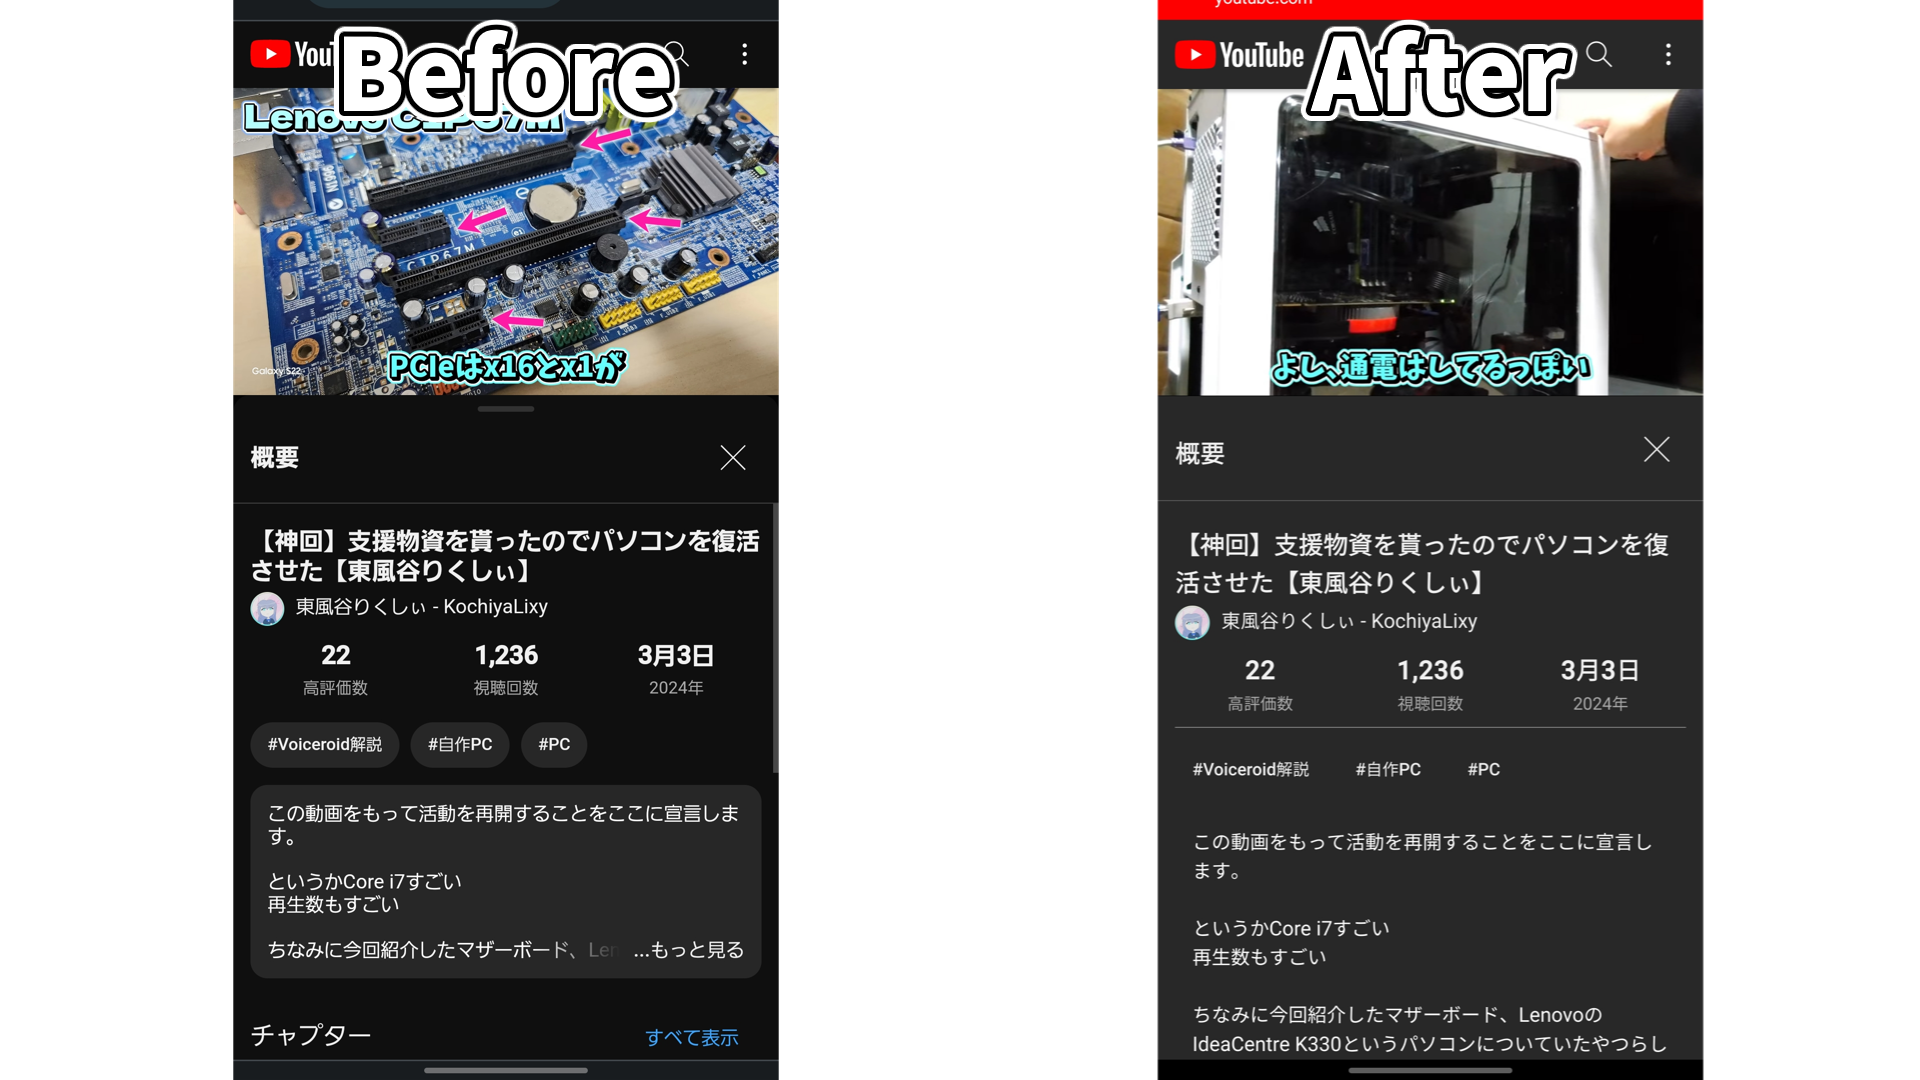 Before
YouT
Lenovo CIP67M
N1996
CIP67M
Galaxy S22
PCIeはx16とx1が
概要
【神回】支援物資を貰ったのでパソコンを復活
させた【東風谷りくしぃ】
東風谷りくしぃ - KochiyaLixy
22
1,236
3月3日
高評価数
視聴回数
2024年
#Voiceroid解説
#自作PC
#PC
この動画をもって活動を再開することをここに宣言しま
す。
というかCore i7すごい
再生数もすごい
ちなみに今回紹介したマザーボード、Len ...もっと見る
チャプター
すべて表示
youtube.com
After
YouTube
よし、通電はしてるっぽい
概要
【神回】支援物資を貰ったのでパソコンを復
活させた【東風谷りくしぃ】
東風谷りくしぃ - KochiyaLixy
22
1,236
3月3日
高評価数
視聴回数
2024年
#Voiceroid解説
#自作PC
#PC
この動画をもって活動を再開することをここに宣言し
ます。
というかCore i7すごい
再生数もすごい
ちなみに今回紹介したマザーボード、Lenovoの
IdeaCentre K330というパソコンについていたやつらし